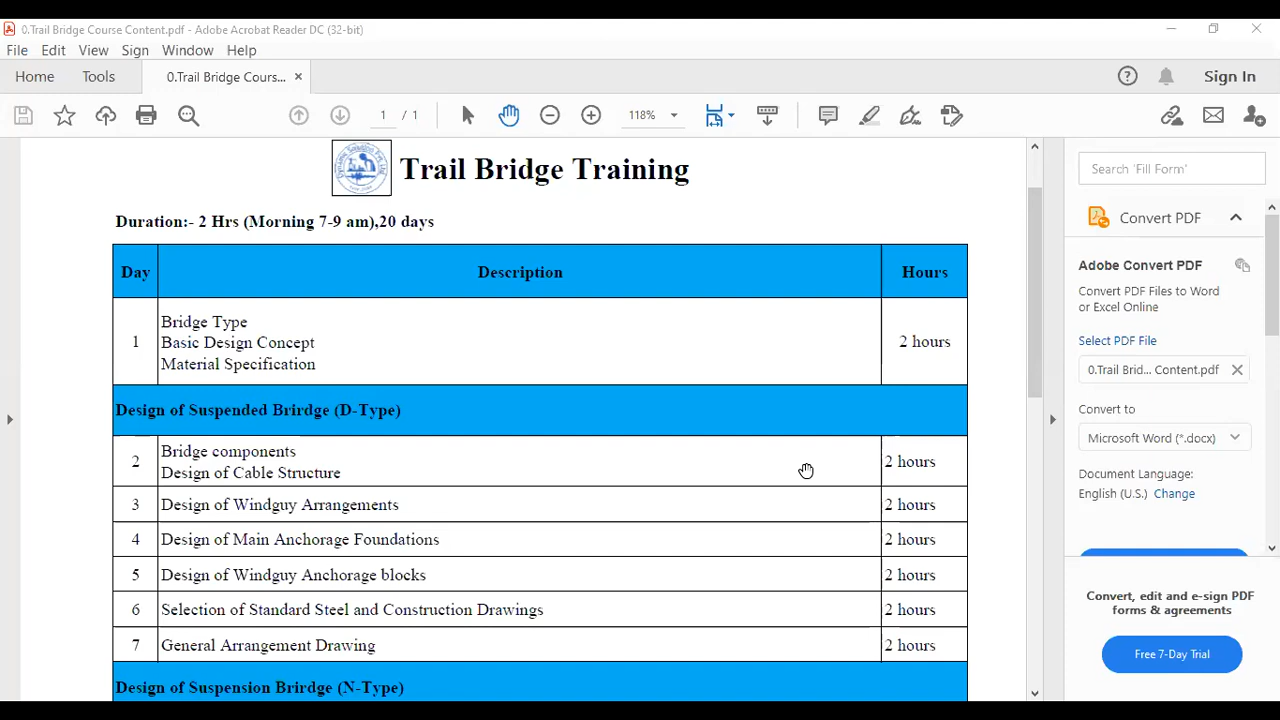 0.Trail Bridge Course Content.pdf - Adobe Acrobat Reader DC (32-bit)
File Edit View Sign Window Help
Home Tools 0.Trail Bridge Cours... × Sign In
1 / 1 118%
Trail Bridge Training
Duration:- 2 Hrs (Morning 7-9 am),20 days
Day Description Hours
1 Bridge Type
Basic Design Concept 2 hours
Material Specification
Design of Suspended Brirdge (D-Type)
2 Bridge components
Design of Cable Structure 2 hours
3 Design of Windguy Arrangements 2 hours
4 Design of Main Anchorage Foundations 2 hours
5 Design of Windguy Anchorage blocks 2 hours
6 Selection of Standard Steel and Construction Drawings 2 hours
7 General Arrangement Drawing 2 hours
Design of Suspension Brirdge (N-Type)
Search 'Fill Form'
Convert PDF
Adobe Convert PDF
Convert PDF Files to Word
or Excel Online
Select PDF File
0.Trail Brid... Content.pdf
Convert to
Microsoft Word (*.docx)
Document Language:
English (U.S.) Change
Convert, edit and e-sign PDF
forms & agreements
Free 7-Day Trial